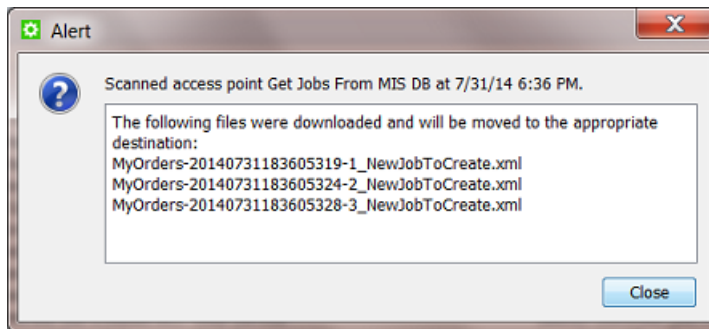 Alert
Scanned access point Get Jobs From MIS DB at 7/31/14 6:36 PM.
The following files were downloaded and will be moved to the appropriate
destination:
MyOrders-20140731183605319-1_NewJobToCreate.xml
MyOrders-20140731183605324-2_NewJobToCreate.xml
MyOrders-20140731183605328-3_NewJobToCreate.xml
Close